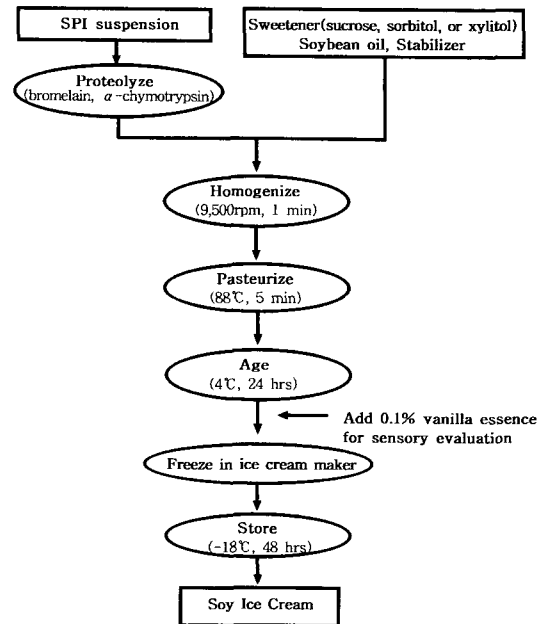 SPI suspension
Sweetener(sucrose, sorbitol, or xylitol)
Soybean oil, Stabilizer
Proteolyze
(bromelain, α-chymotrypsin)
Homogenize
(9,500rpm, 1 min)
Pasteurize
(88℃, 5 min)
Age
(4℃, 24 hrs)
Add 0.1% vanilla essence
for sensory evaluation
Freeze in ice cream maker
Store
(-18℃, 48 hrs)
Soy Ice Cream